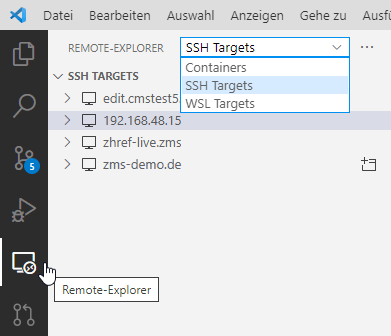 Datei Bearbeiten Auswahl Anzeigen Gehe zu
REMOTE-EXPLORER SSH Targets
Containers
SSH Targets
WSL Targets
SSH TARGETS
edit.cmstest5
192.168.48.15
zhref-live.zms
zms-demo.de
5
Remote-Explorer